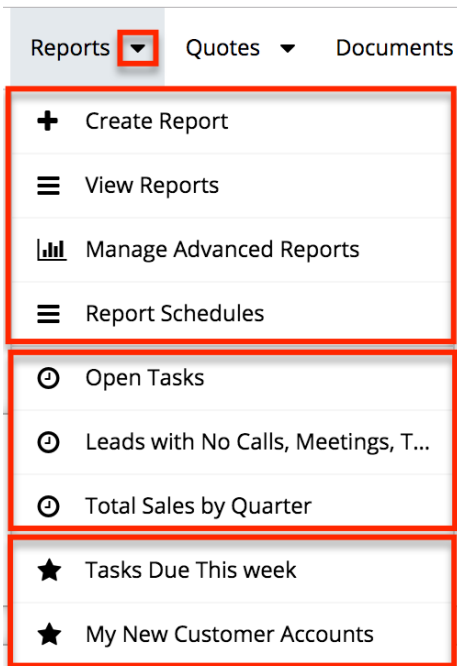 Reports Quotes Documents
Create Report
View Reports
Manage Advanced Reports
Report Schedules
Open Tasks
Leads with No Calls, Meetings, T...
Total Sales by Quarter
Tasks Due This week
My New Customer Accounts